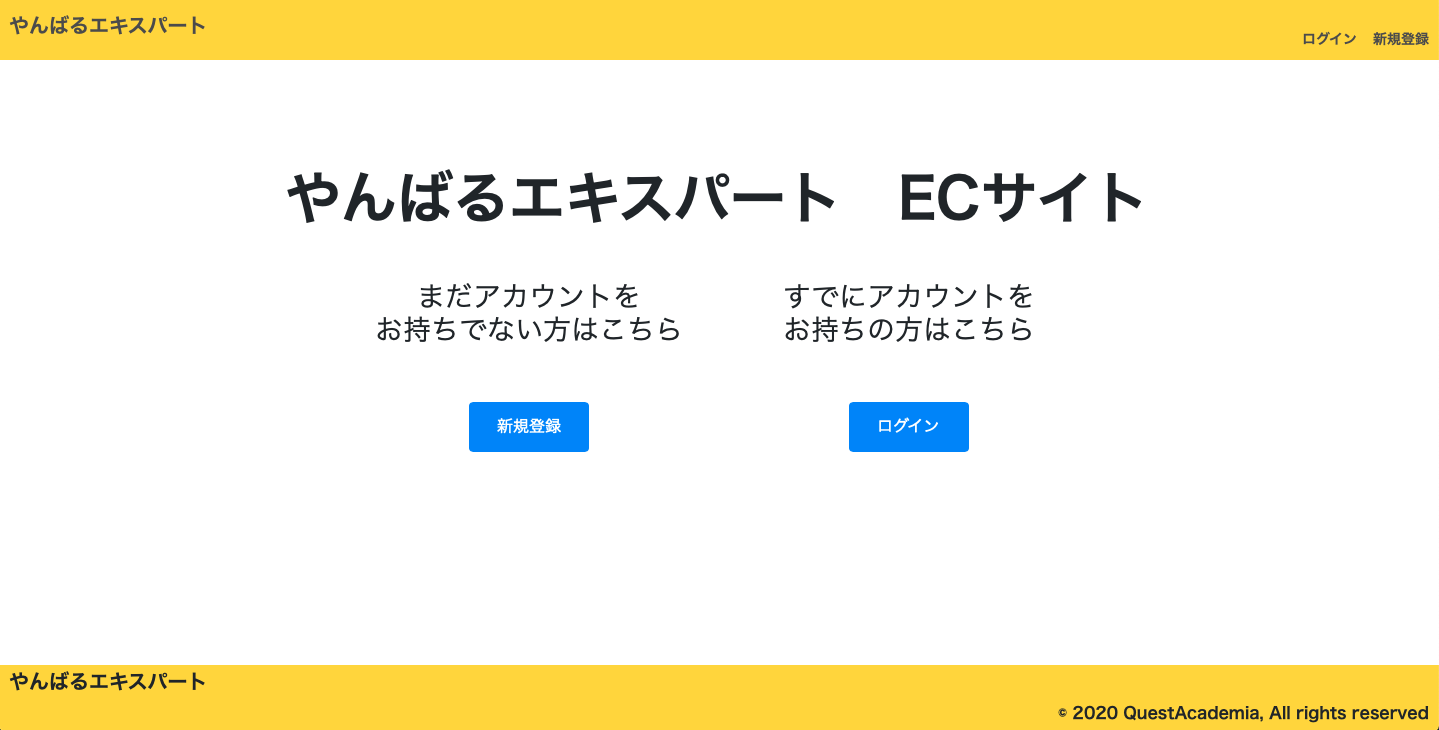 やんばるエキスパート
ログイン 新規登録
やんばるエキスパート　ECサイト
まだアカウントを
お持ちでない方はこちら
新規登録
すでにアカウントを
お持ちの方はこちら
ログイン
やんばるエキスパート
© 2020 QuestAcademia, All rights reserved